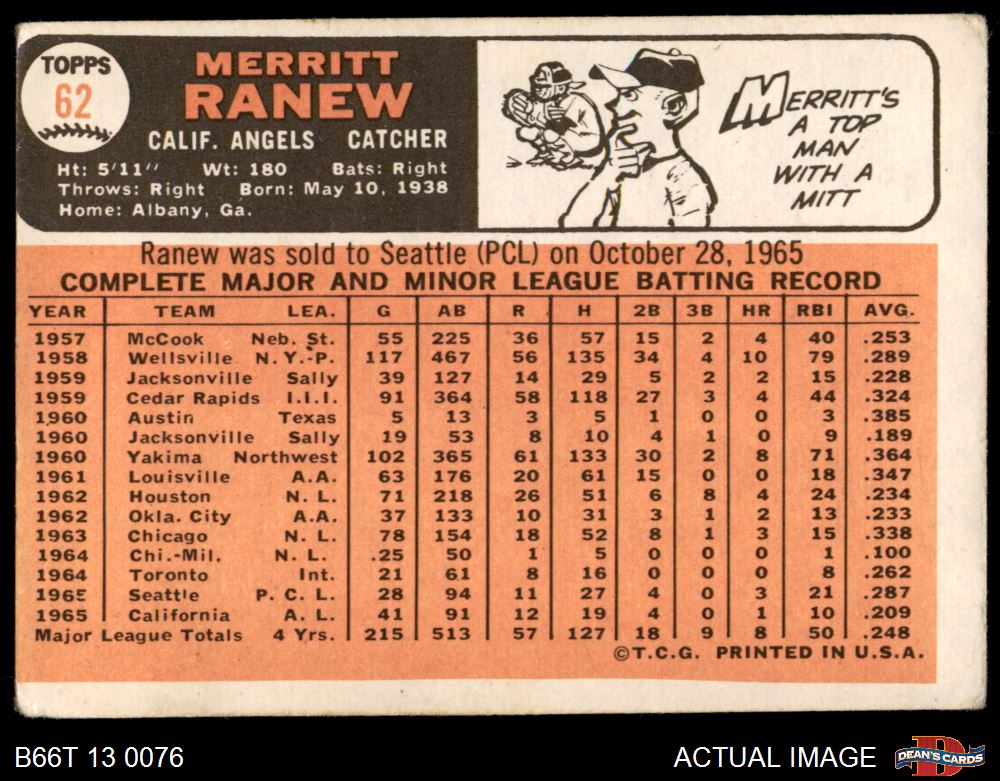 TOPPS
62
MERRITT
RANEW
CALIF. ANGELS CATCHER
Ht: 5'11" Wt: 180 Bats: Right
Throws: Right Born: May 10, 1938
Home: Albany, Ga.
MERRITT'S
A TOP
MAN
WITH A
MITT
Ranew was sold to Seattle (PCL) on October 28, 1965
COMPLETE MAJOR AND MINOR LEAGUE BATTING RECORD
YEAR TEAM LEA. G AB R H 2B 3B HR RBI AVG.
1957 McCook Neb. St. 55 225 36 57 15 2 4 40 .253
1958 Wellsville N.Y.-P. 117 467 56 135 34 4 10 79 .289
1959 Jacksonville Sally 39 127 14 29 5 2 2 15 .228
1959 Cedar Rapids I.I.I. 91 364 58 118 27 3 4 44 .324
1960 Austin Texas 5 13 3 5 1 0 0 3 .385
1960 Jacksonville Sally 19 53 8 10 4 1 0 9 .189
1960 Yakima Northwest 102 365 61 133 30 2 8 71 .364
1961 Louisville A.A. 63 176 20 61 15 0 0 18 .347
1962 Houston N. L. 71 218 26 51 6 8 4 24 .234
1962 Okla. City A.A. 37 133 10 31 3 1 2 13 .233
1963 Chicago N. L. 78 154 18 52 8 1 3 15 .338
1964 Chi.-Mil. N. L. .25 50 1 5 0 0 0 1 .100
1964 Toronto Int. 21 61 8 16 0 0 0 8 .262
1965 Seattle P. C. L. 28 94 11 27 4 0 3 21 .287
1965 California A. L. 41 91 12 19 4 0 1 10 .209
Major League Totals 4 Yrs. 215 513 57 127 18 9 8 50 .248
©T.C.G. PRINTED IN U.S.A.
B66T 13 0076
ACTUAL IMAGE
D
DEAN'S CARDS